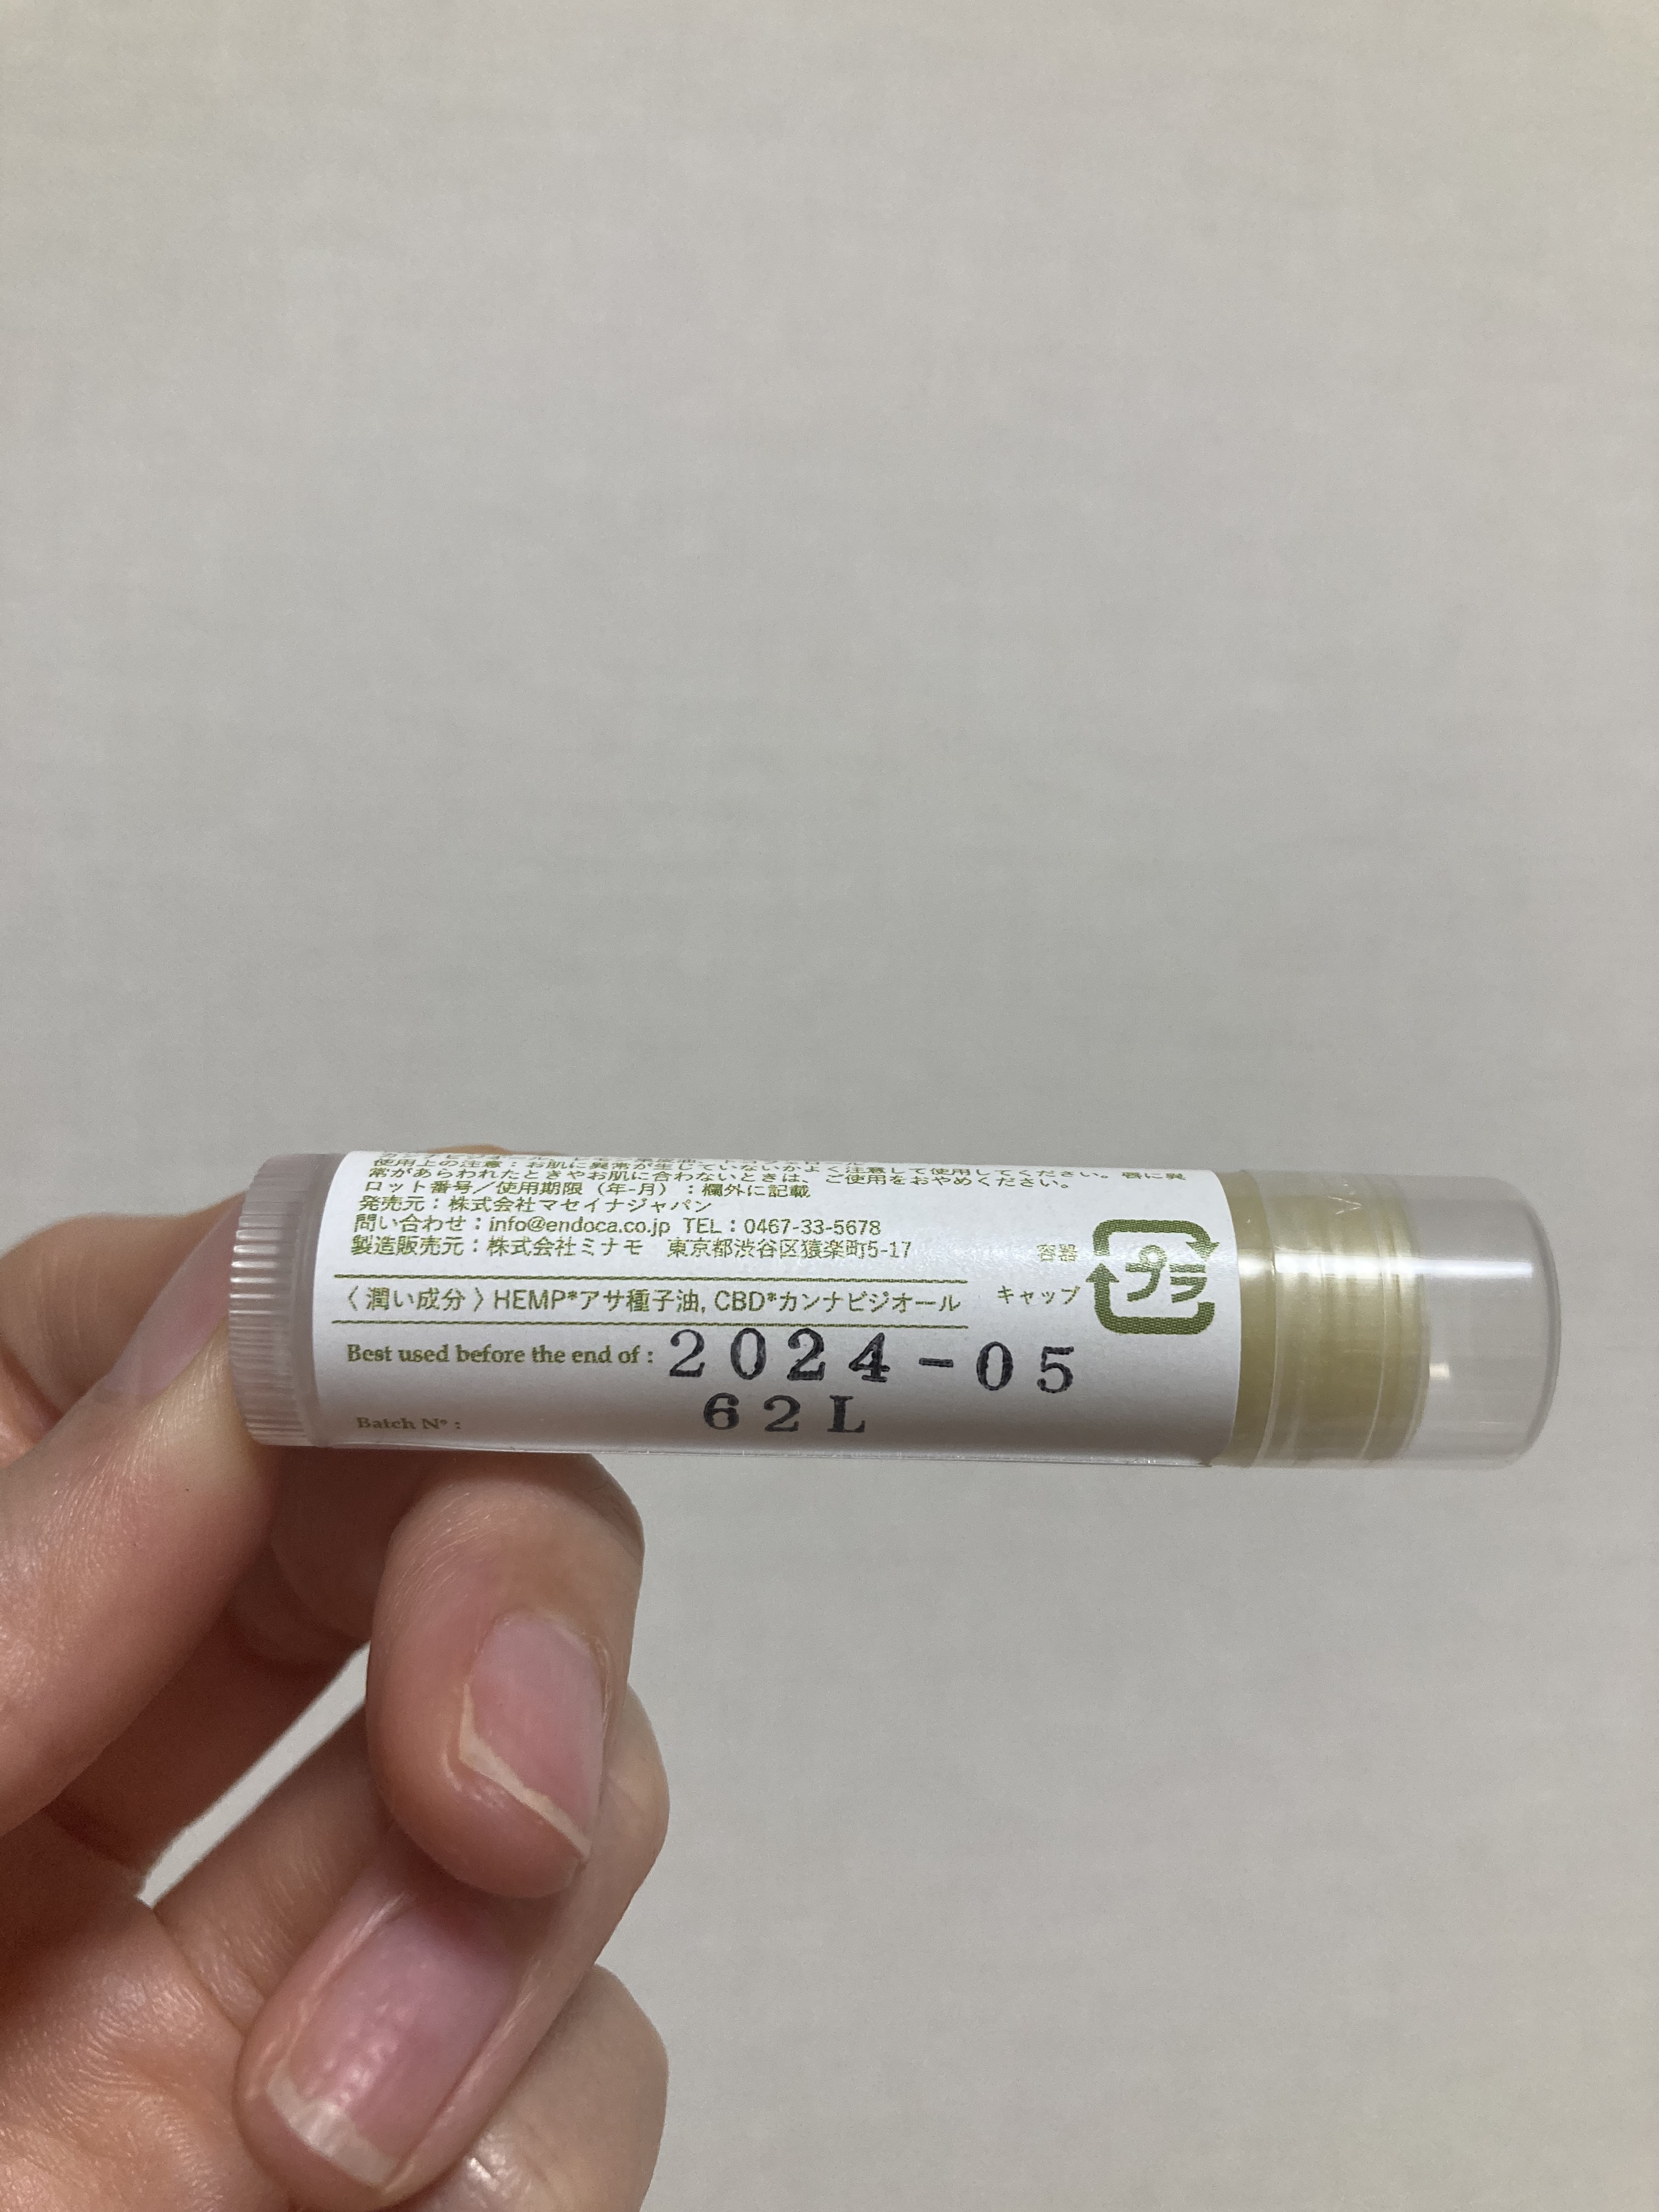 使用上の注意：お肌に異常が生じていないかよく注意して使用してください。唇に異
常があらわれたときやお肌に合わないときは、ご使用をおやめください。
ロット番号／使用期限（年-月）：欄外に記載
発売元：株式会社マセイナジャパン
問い合わせ：info@endoca.co.jp TEL：0467-33-5678
製造販売元：株式会社ミナモ　東京都渋谷区猿楽町5-17
〈潤い成分〉HEMP*アサ種子油, CBD*カンナビジオール
容器
キャップ
プラ
Best used before the end of : 2024-05
Batch Nº : 62L